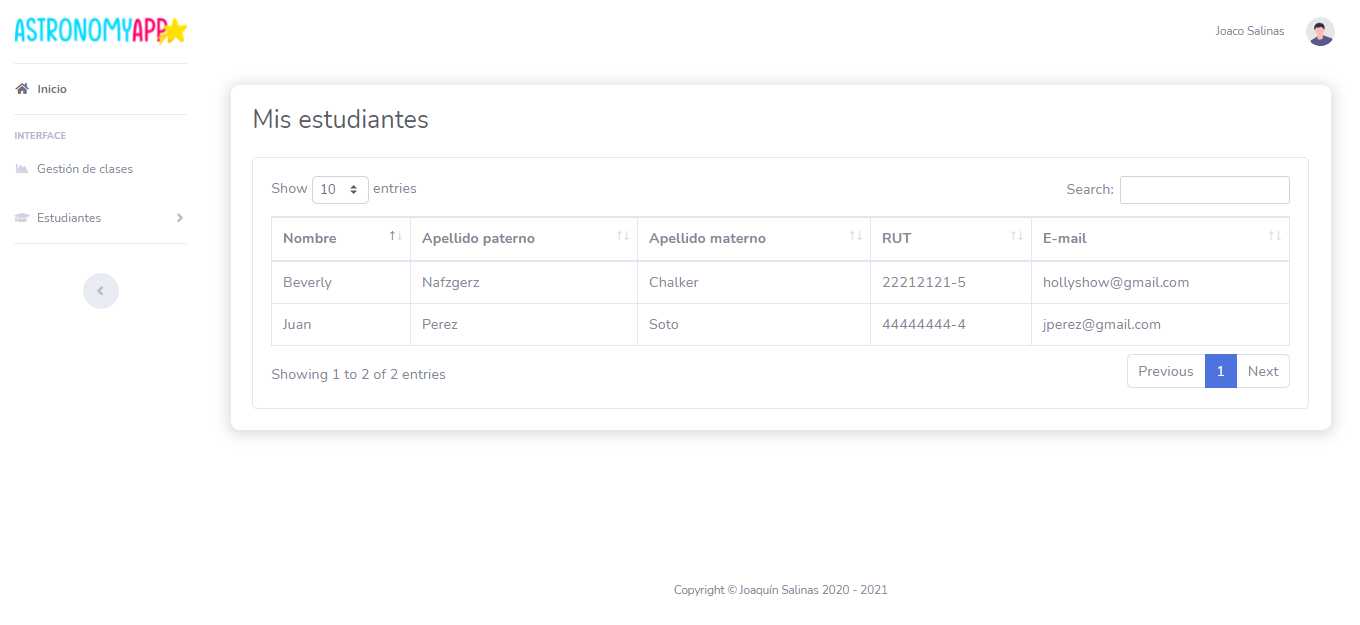 ASTRONOMYAPP
Joaco Salinas
Inicio
INTERFACE
Gestión de clases
Estudiantes
Mis estudiantes
Show 10 entries
Search:
Nombre Apellido paterno Apellido materno RUT E-mail
Beverly Nafzgerz Chalker 22212121-5 hollyshow@gmail.com
Juan Perez Soto 44444444-4 jperez@gmail.com
Showing 1 to 2 of 2 entries
Previous 1 Next
Copyright © Joaquín Salinas 2020 - 2021